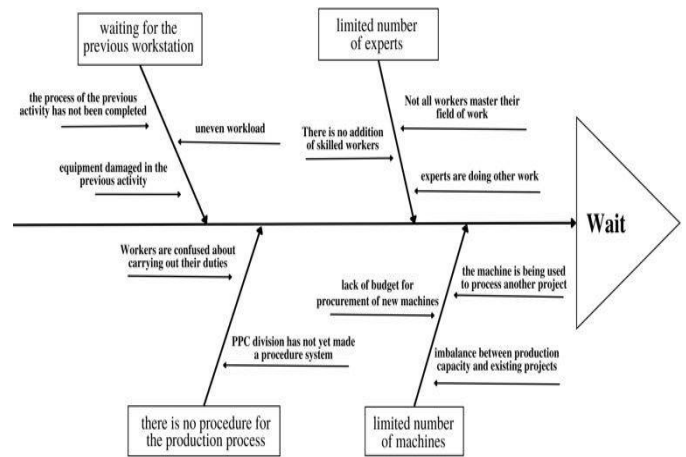 waiting for the
the previous workstation
limited number
of experts
the process of the previous
activity has not been completed
uneven workload
equipment damaged in the
previous activity
Not all workers master their
field of work
There is no addition
of skilled workers
experts are doing other work
Wait
Workers are confused about
carrying out their duties
PPC division has not yet made
a procedure system
lack of budget for
procurement of new machines
the machine is being used
to process another project
imbalance between production
capacity and existing projects
there is no procedure for
the production process
limited number
of machines